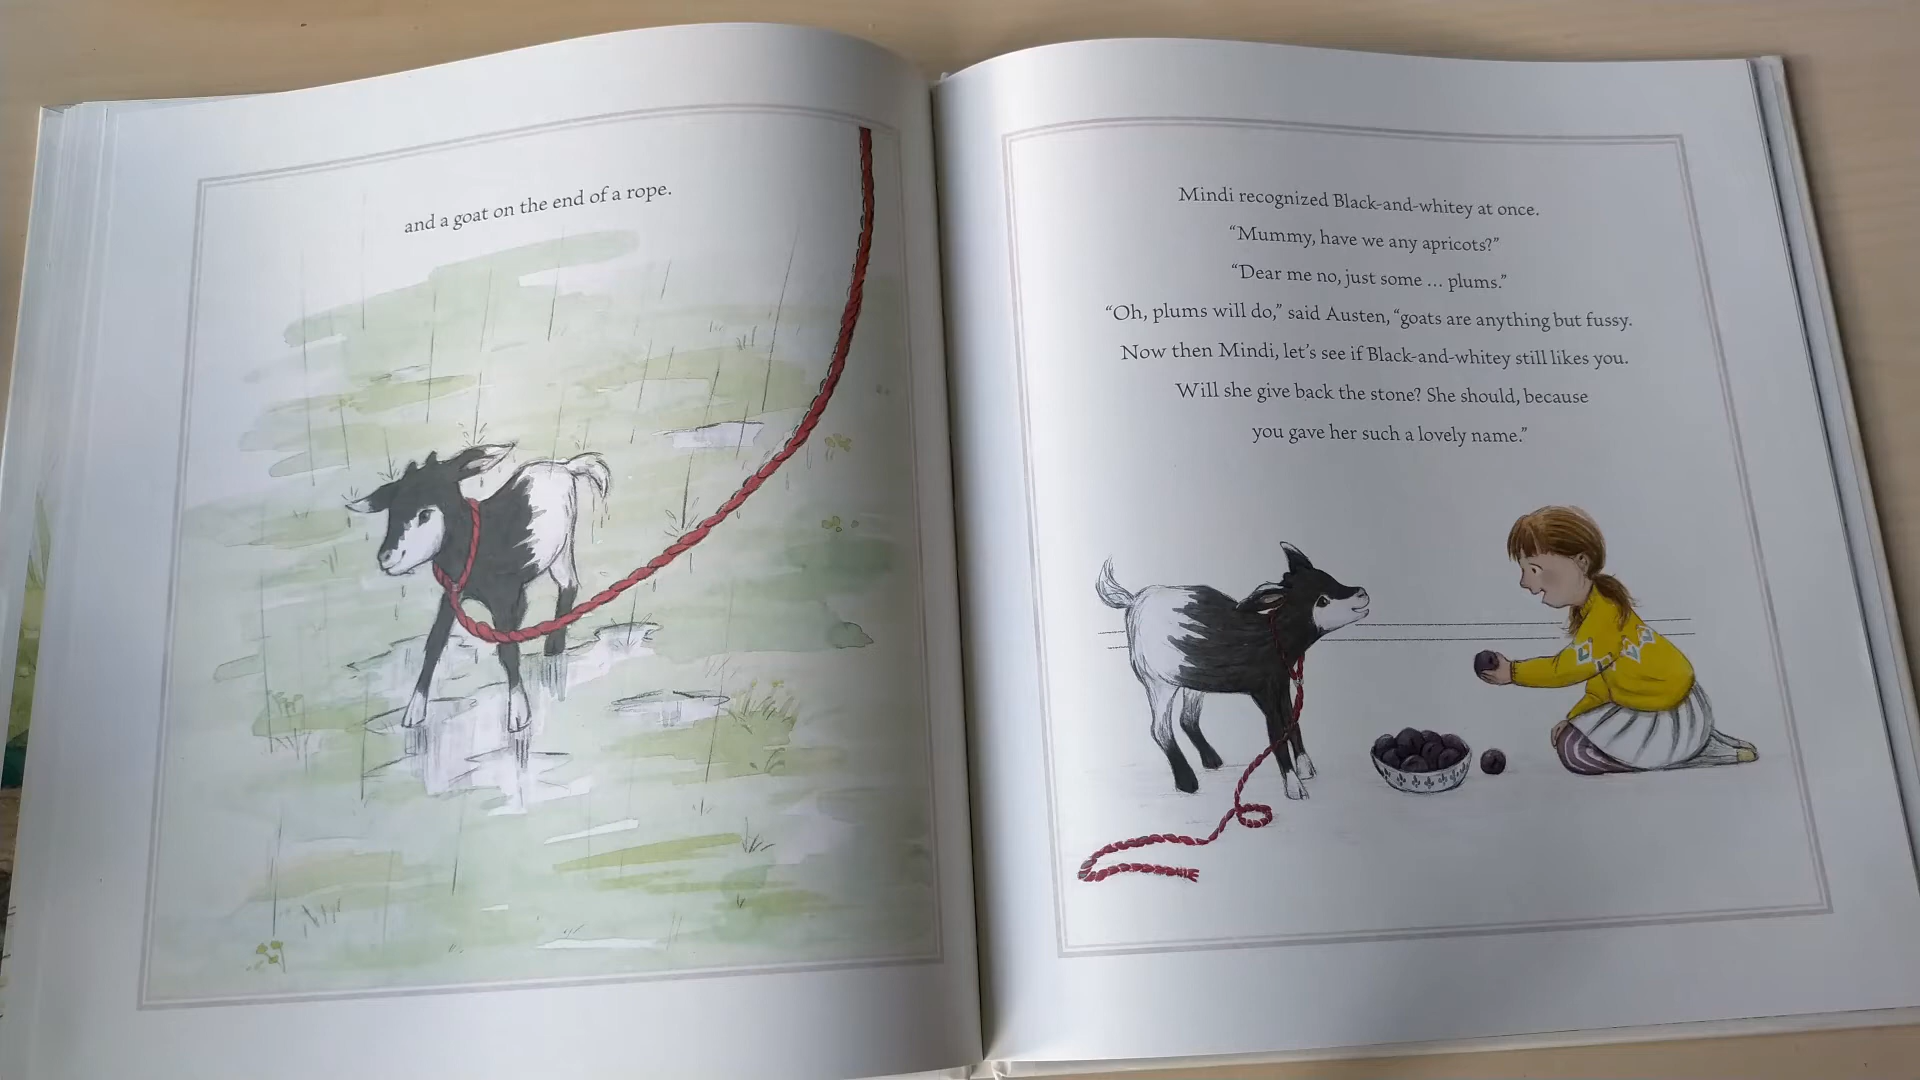 and a goat on the end of a rope.
Mindi recognized Black-and-whitey at once.
“Mummy, have we any apricots?”
“Dear me no, just some ... plums.”
“Oh, plums will do,” said Austen, “goats are anything but fussy.
Now then Mindi, let’s see if Black-and-whitey still likes you.
Will she give back the stone? She should, because
you gave her such a lovely name.”